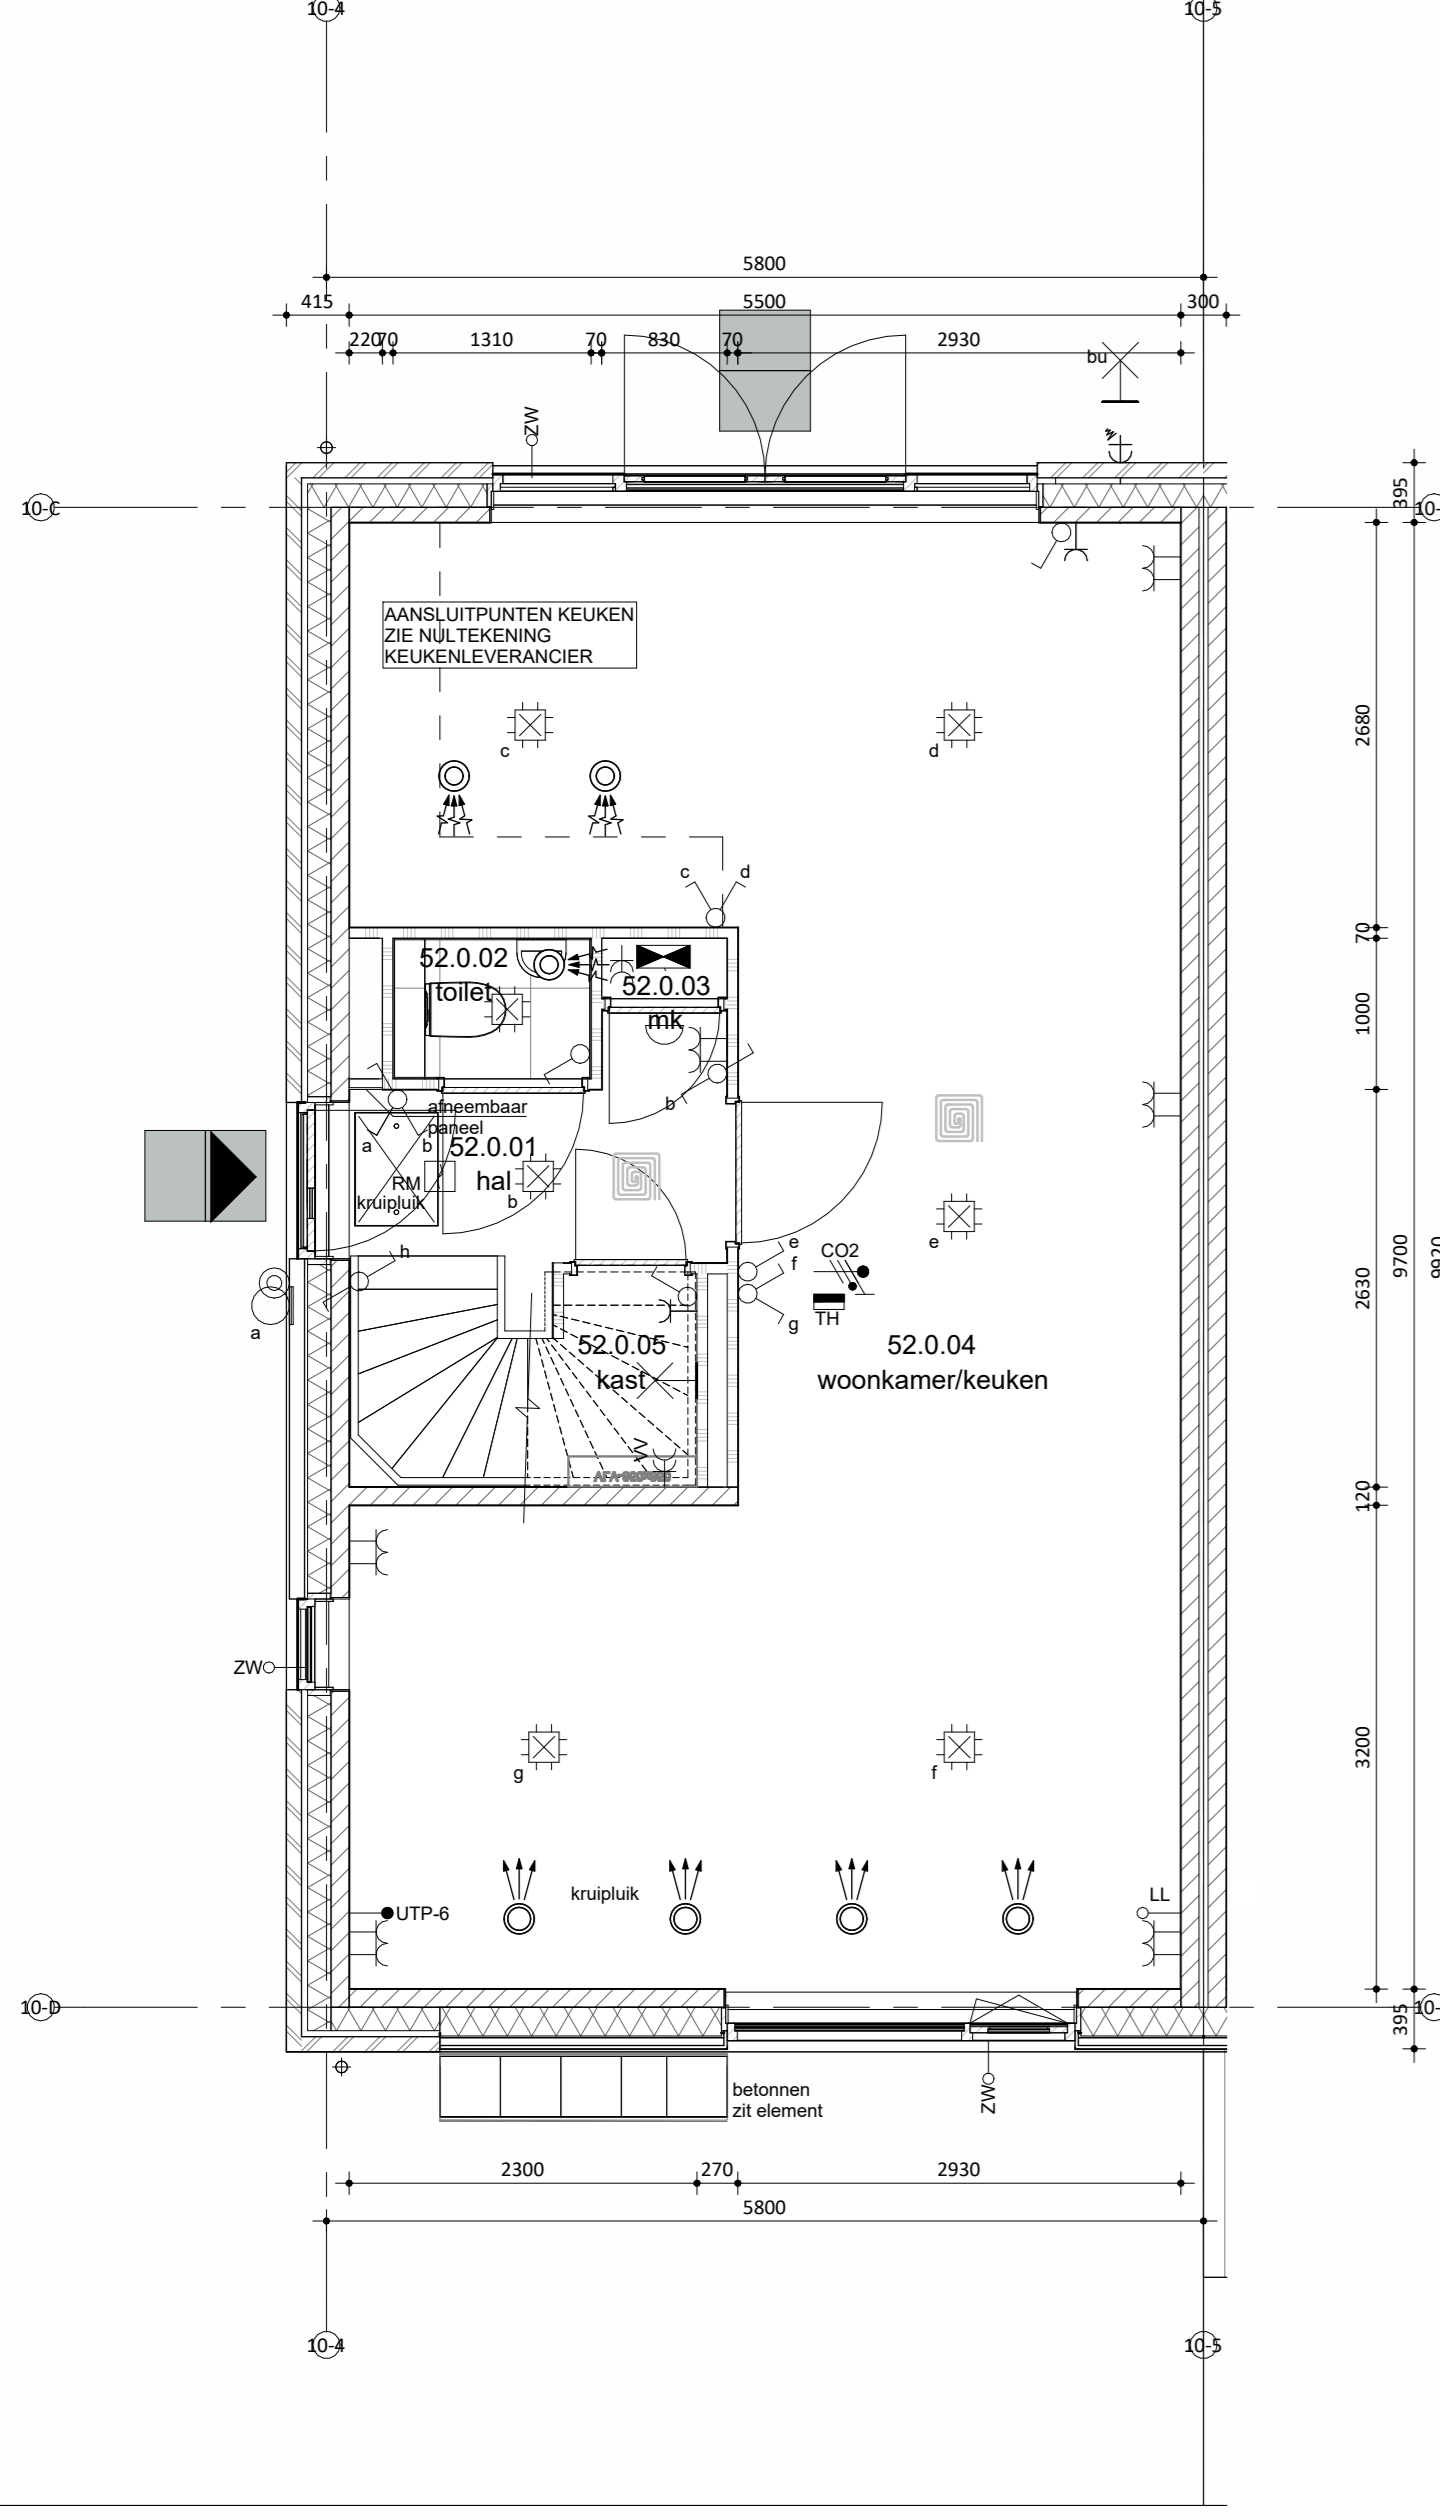 10-4
10-5
5800
415
5500
300
220
70
1310
70
830
70
2930
bu
ZW
10-C
10-
395
AANSLUITPUNTEN KEUKEN
ZIE NULTEKENING
KEUKENLEVERANCIER
c
d
2680
c
d
70
52.0.02
toilet
52.0.03
mk
1000
b
afneembaar
paneel
a
b
52.0.01
hal
RM
kruipluik
b
h
e
f
g
CO2
TH
e
a
9700
9920
2630
52.0.05
kast
52.0.04
woonkamer/keuken
VV
120
ZW
g
f
3200
kruipluik
UTP-6
LL
10-D
10-
395
betonnen
zit element
ZW
2300
270
2930
5800
10-4
10-5